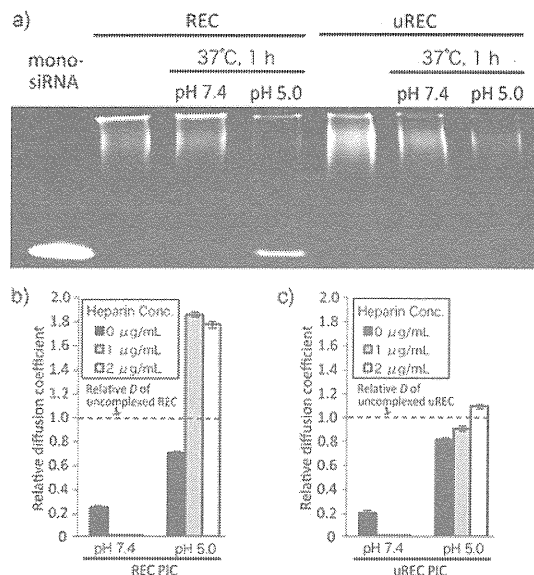 a)
REC
uREC
mono-
siRNA
37°C, 1 h
37°C, 1 h
pH 7.4
pH 5.0
pH 7.4
pH 5.0
b)
2.0
1.8
1.6
1.4
1.2
1.0
0.8
0.6
0.4
0.2
0
Relative diffusion coefficient
Heparin Conc.
0 μg/mL
1 μg/mL
2 μg/mL
Relative D of
uncomplexed REC
pH 7.4
pH 5.0
REC PIC
c)
2.0
1.8
1.6
1.4
1.2
1.0
0.8
0.6
0.4
0.2
0
Relative diffusion coefficient
Heparin Conc.
0 μg/mL
1 μg/mL
2 μg/mL
Relative D of
uncomplexed uREC
pH 7.4
pH 5.0
uREC PIC